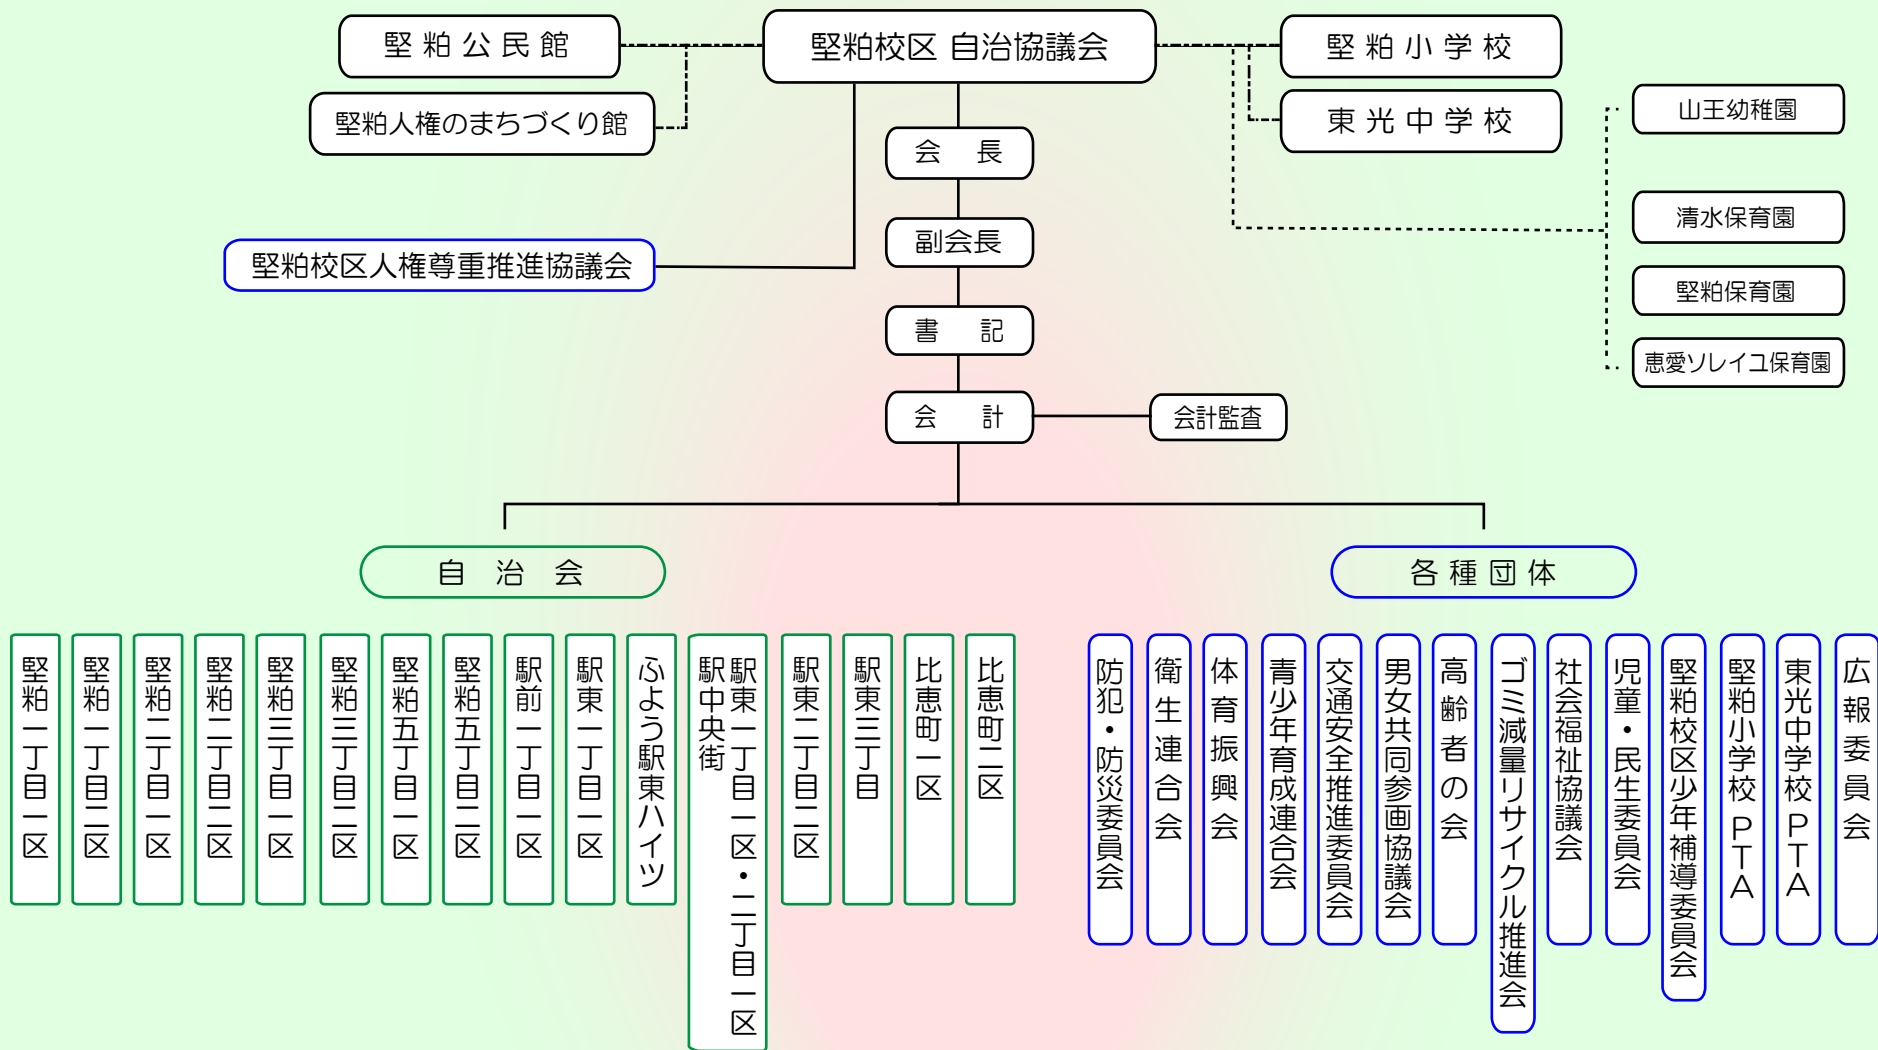 堅粕校区 自治協議会
堅粕公民館
堅粕人権のまちづくり館
堅粕小学校
東光中学校
山王幼稚園
清水保育園
堅粕保育園
恵愛ソレイユ保育園
会 長
副会長
堅粕校区人権尊重推進協議会
書 記
会 計
会計監査
自治会
各種団体
堅粕一丁目一区
堅粕一丁目二区
堅粕二丁目一区
堅粕二丁目二区
堅粕三丁目一区
堅粕三丁目二区
堅粕五丁目一区
堅粕五丁目二区
駅前一丁目一区
駅東一丁目二区
ふよう駅東ハイツ
駅東一丁目一区・二丁目一区
駅中央街
駅東二丁目二区
駅東三丁目
比恵町一区
比恵町二区
防犯・防災委員会
衛生連合会
体育振興会
青少年育成連合会
交通安全推進委員会
男女共同参画協議会
高齢者の会
ゴミ減量リサイクル推進会
社会福祉協議会
児童・民生委員会
堅粕校区少年補導委員会
堅粕小学校PTA
東光中学校PTA
広報委員会